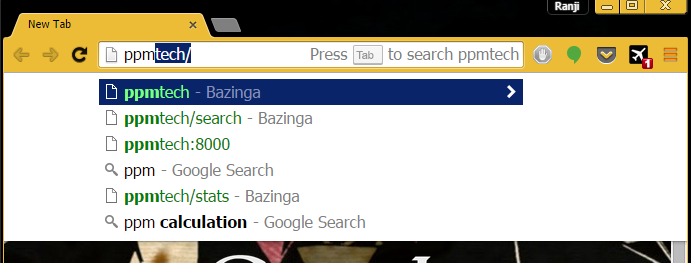 Ranji
New Tab
ppmtech/ Press Tab to search ppmtech
1
ppmtech - Bazinga
ppmtech/search - Bazinga
ppmtech:8000
ppm - Google Search
ppmtech/stats - Bazinga
ppm calculation - Google Search